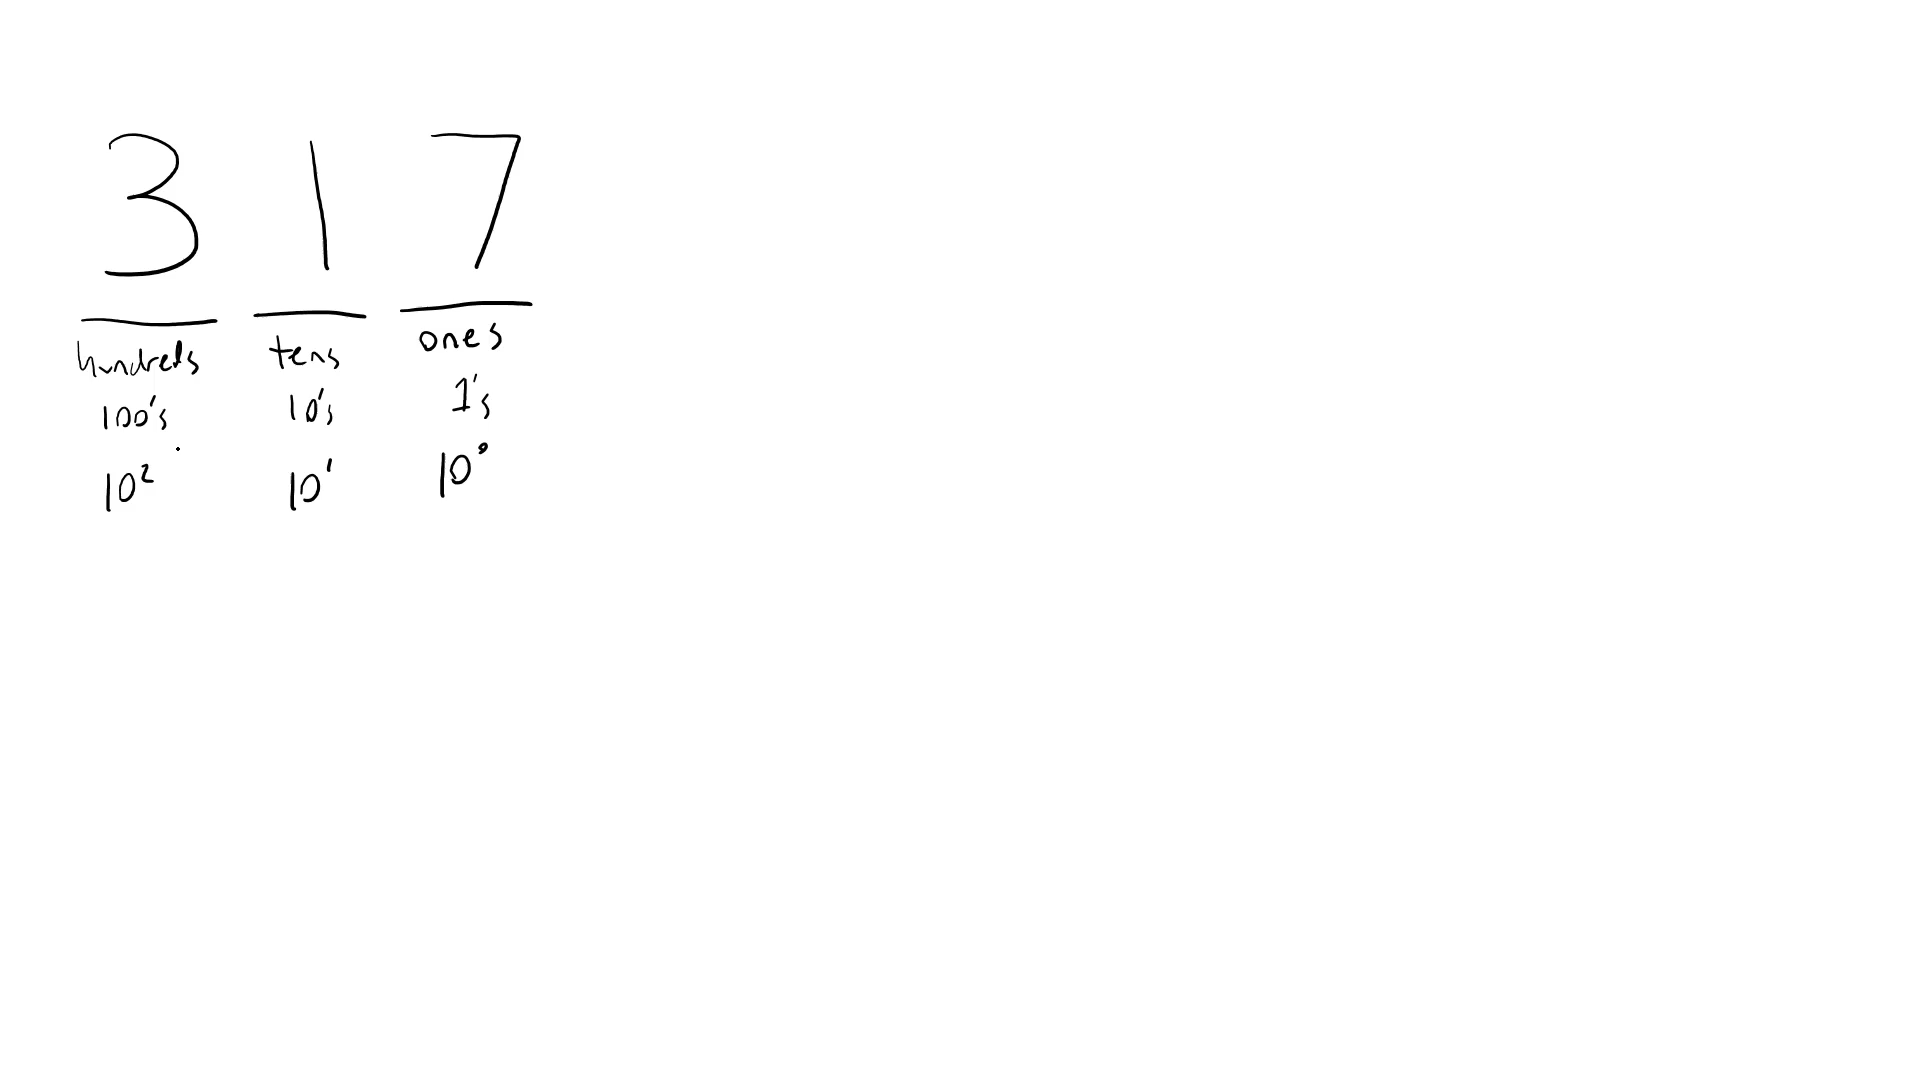 3 1 7
hundreds tens ones
100's 10's 1's
10² 10¹ 10⁰